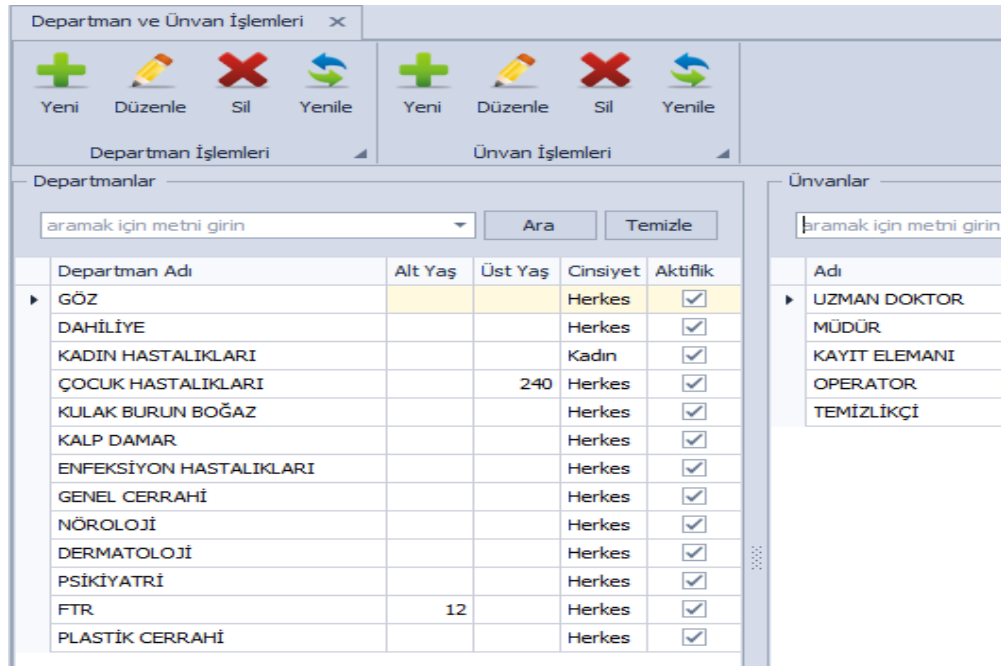 Departman ve Ünvan İşlemleri
Yeni Düzenle Sil Yenile Yeni Düzenle Sil Yenile
Departman İşlemleri Ünvan İşlemleri
Departmanlar Ünvanlar
aramak için metni girin Ara Temizle aramak için metni girin
Departman Adı Alt Yaş Üst Yaş Cinsiyet Aktiflik Adı
GÖZ Herkes UZMAN DOKTOR
DAHİLİYE Herkes MÜDÜR
KADIN HASTALIKLARI Kadın KAYIT ELEMANI
ÇOCUK HASTALIKLARI 240 Herkes OPERATOR
KULAK BURUN BOĞAZ Herkes TEMİZLİKÇİ
KALP DAMAR Herkes
ENFEKSİYON HASTALIKLARI Herkes
GENEL CERRAHİ Herkes
NÖROLOJİ Herkes
DERMATOLOJİ Herkes
PSİKİYATRİ Herkes
FTR 12 Herkes
PLASTİK CERRAHİ Herkes